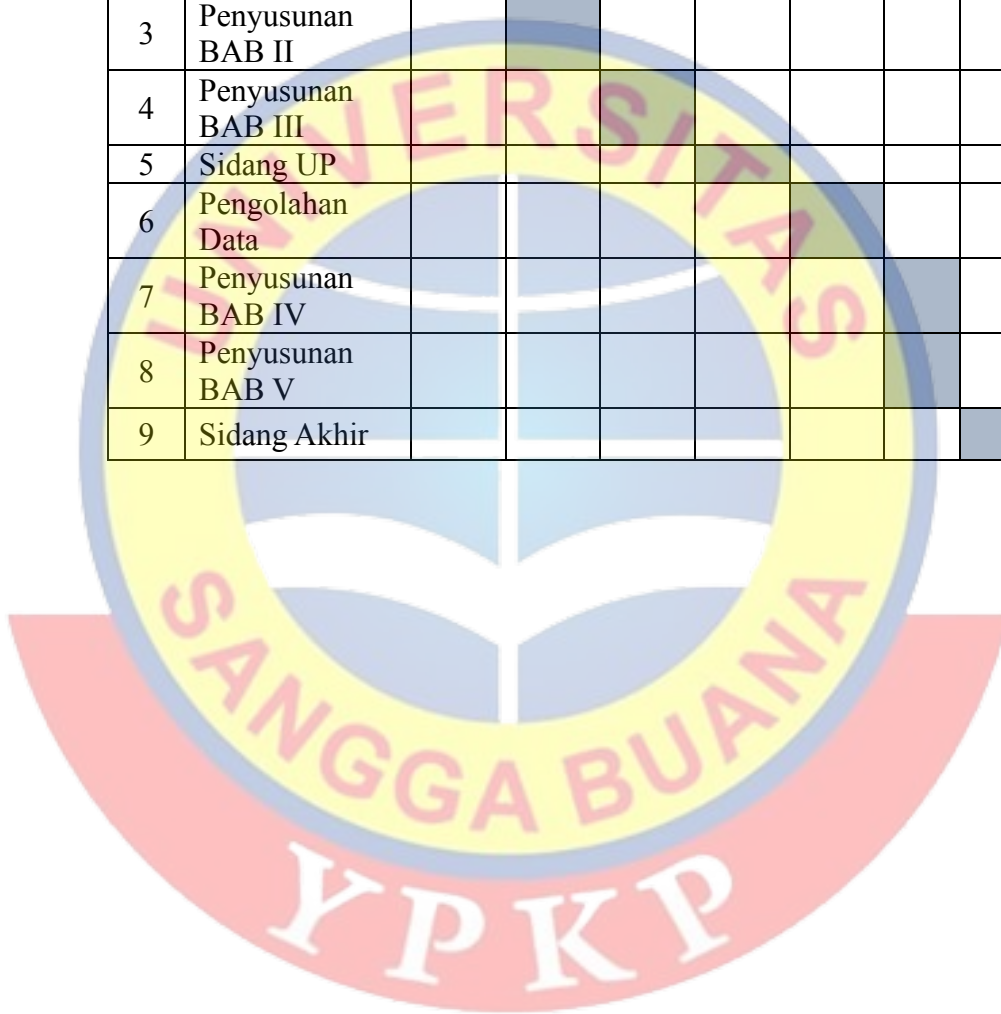 3 Penyusunan
BAB II
4 Penyusunan
BAB III
5 Sidang UP
6 Pengolahan
Data
7 Penyusunan
BAB IV
8 Penyusunan
BAB V
9 Sidang Akhir
UNIVERSITAS
SANGGA BUANA
YPKP